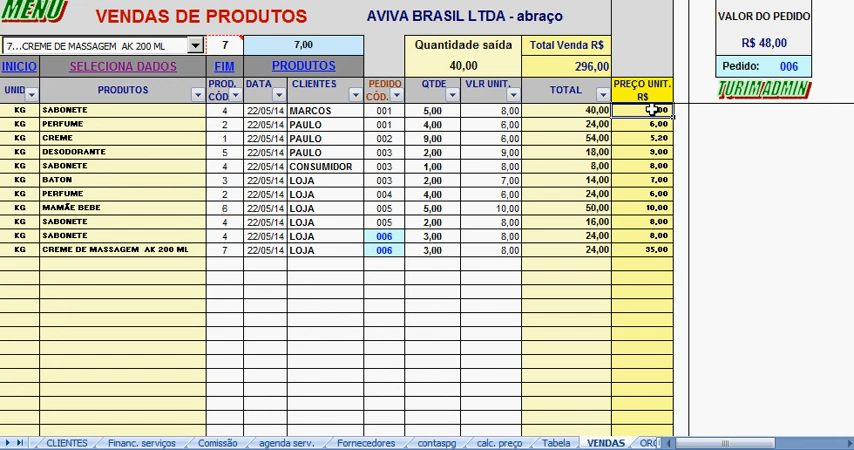 MENU VENDAS DE PRODUTOS AVIVA BRASIL LTDA - abraço VALOR DO PEDIDO
7...CREME DE MASSAGEM AK 200 ML 7 7,00 Quantidade saída Total Venda R$ R$ 48,00
INICIO SELECIONA DADOS FIM PRODUTOS 40,00 296,00 Pedido: 006
UNID PRODUTOS PROD. CÓD. DATA CLIENTES PEDIDO CÓD. QTDE VLR UNIT. TOTAL PREÇO UNIT. R$ TURIM ADMIN
KG SABONETE 4 22/05/14 MARCOS 001 5,00 8,00 40,00
KG PERFUME 2 22/05/14 PAULO 001 4,00 6,00 24,00 6,00
KG CREME 1 22/05/14 PAULO 002 9,00 6,00 54,00 5,20
KG DESODORANTE 5 22/05/14 PAULO 003 2,00 9,00 18,00 9,00
KG SABONETE 4 22/05/14 CONSUMIDOR 003 1,00 8,00 8,00 8,00
KG BATON 3 22/05/14 LOJA 003 2,00 7,00 14,00 7,00
KG PERFUME 2 22/05/14 LOJA 004 4,00 6,00 24,00 6,00
KG MAMÃE BEBE 6 22/05/14 LOJA 005 5,00 10,00 50,00 10,00
KG SABONETE 4 22/05/14 LOJA 005 2,00 8,00 16,00 8,00
KG SABONETE 4 22/05/14 LOJA 006 3,00 8,00 24,00 8,00
KG CREME DE MASSAGEM AK 200 ML 7 22/05/14 LOJA 006 3,00 8,00 24,00 35,00
CLIENTES Financ. serviços Comissão agenda serv. Fornecedores contaspg calc. preço Tabela VENDAS